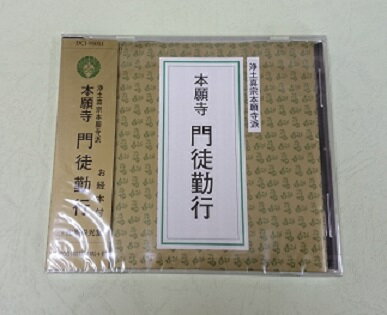 浄土真宗本願寺派
本願寺 門徒勤行
お経本付
浄土真宗本願寺派
本願寺 門徒勤行